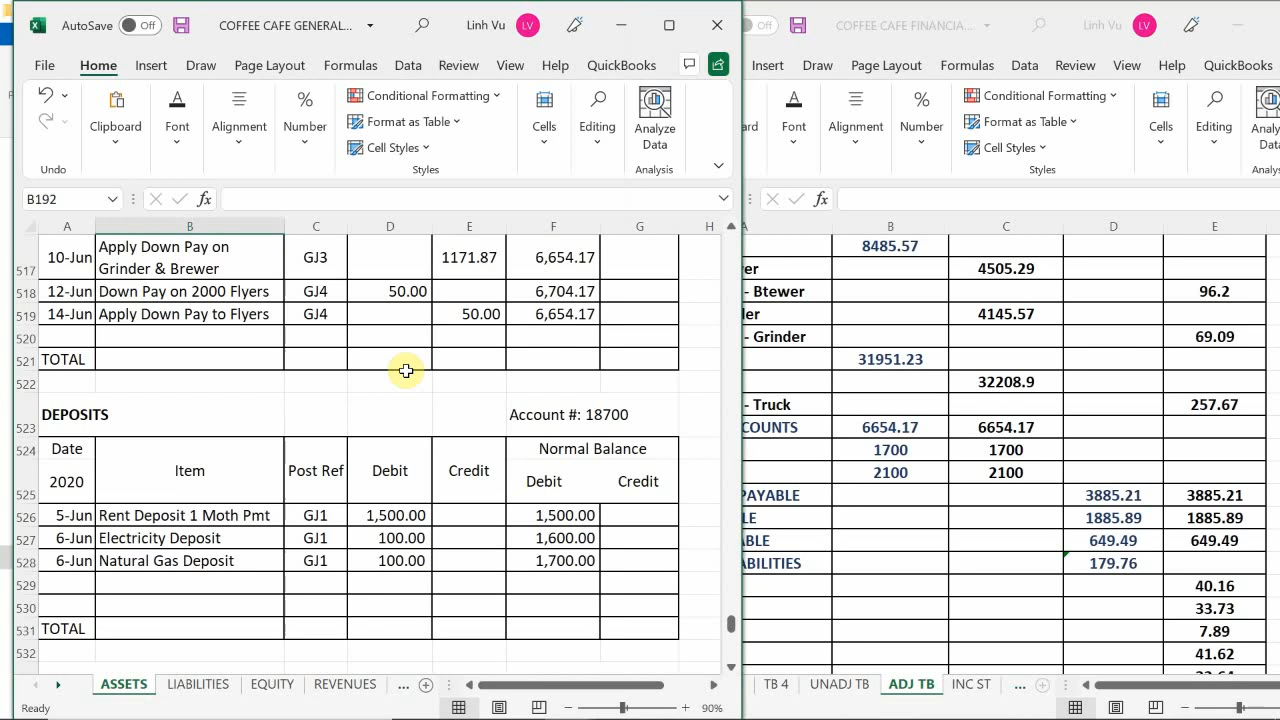 AutoSave Off COFFEE CAFE GENERAL... Linh Vu LV
File Home Insert Draw Page Layout Formulas Data Review View Help QuickBooks
Clipboard Font Alignment Number Conditional Formatting Format as Table Cell Styles Cells Editing Analyze Data
Undo Styles Analysis
B192 fx
A B C D E F G H
517 10-Jun Apply Down Pay on Grinder & Brewer GJ3 1171.87 6,654.17
518 12-Jun Down Pay on 2000 Flyers GJ4 50.00 6,704.17
519 14-Jun Apply Down Pay to Flyers GJ4 50.00 6,654.17
520
521 TOTAL
522
523 DEPOSITS Account #: 18700
524 Date Normal Balance
525 2020 Item Post Ref Debit Credit Debit Credit
526 5-Jun Rent Deposit 1 Moth Pmt GJ1 1,500.00 1,500.00
527 6-Jun Electricity Deposit GJ1 100.00 1,600.00
528 6-Jun Natural Gas Deposit GJ1 100.00 1,700.00
529
530
531 TOTAL
532
ASSETS LIABILITIES EQUITY REVENUES ...
Ready 90%
Off COFFEE CAFE FINANCIA... Linh Vu LV
Insert Draw Page Layout Formulas Data Review View Help QuickBooks
Font Alignment Number Conditional Formatting Format as Table Cell Styles Cells Editing
Data
Styles
fx
A B C D E
8485.57
4505.29
- Btewer 96.2
4145.57
- Grinder 69.09
31951.23
32208.9
- Truck 257.67
COUNTS 6654.17 6654.17
1700 1700
2100 2100
PAYABLE 3885.21 3885.21
LE 1885.89 1885.89
ABLE 649.49 649.49
ABILITIES 179.76
40.16
33.73
7.89
41.62
TB 4 UNADJ TB ADJ TB INC ST ...